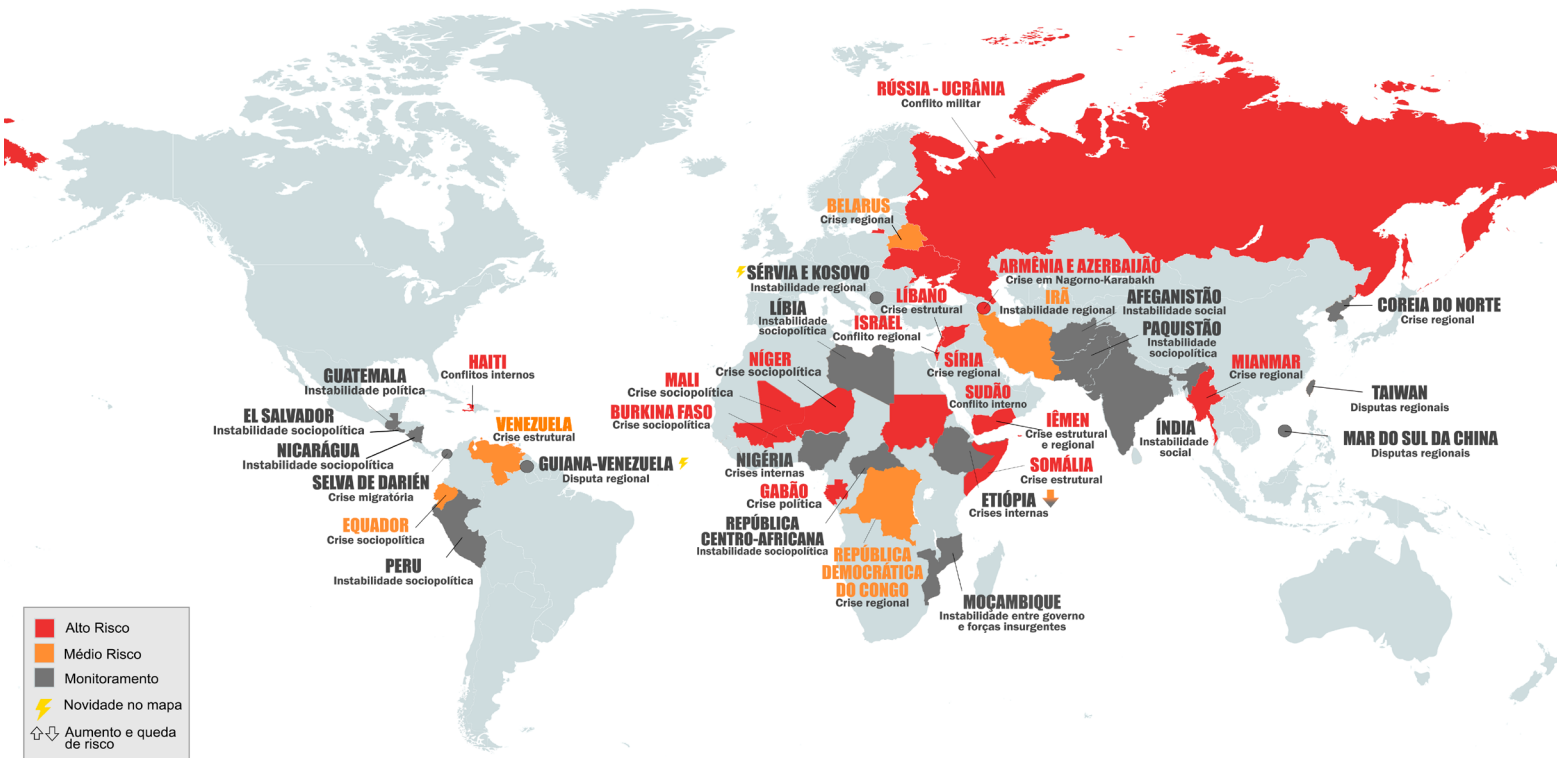 RÚSSIA - UCRÂNIA
Conflito militar
BELARUS
Crise regional
SÉRVIA E KOSOVO
Instabilidade regional
ARMÊNIA E AZERBAIJÃO
Crise em Nagorno-Karabakh
LÍBANO
Crise estrutural
IRÃ
Instabilidade regional
AFEGANISTÃO
Instabilidade social
COREIA DO NORTE
Crise regional
LÍBIA
Instabilidade
sociopolítica
ISRAEL
Conflito regional
PAQUISTÃO
Instabilidade
sociopolítica
NÍGER
Crise sociopolítica
SÍRIA
Crise regional
MIANMAR
Crise regional
HAITI
Conflitos internos
GUATEMALA
Instabilidade política
MALI
Crise sociopolítica
SUDÃO
Conflito interno
TAIWAN
Disputas regionais
EL SALVADOR
Instabilidade sociopolítica
BURKINA FASO
Crise sociopolítica
VENEZUELA
Crise estrutural
IÊMEN
Crise estrutural
e regional
ÍNDIA
Instabilidade
social
MAR DO SUL DA CHINA
Disputas regionais
NICARÁGUA
Instabilidade sociopolítica
GUIANA-VENEZUELA
Disputa regional
NIGÉRIA
Crises internas
SOMÁLIA
Crise estrutural
SELVA DE DARIÉN
Crise migratória
GABÃO
Crise política
ETIÓPIA
Crises internas
EQUADOR
Crise sociopolítica
REPÚBLICA
CENTRO-AFRICANA
Instabilidade sociopolítica
REPÚBLICA
DEMOCRÁTICA
DO CONGO
Crise regional
PERU
Instabilidade sociopolítica
MOÇAMBIQUE
Instabilidade entre governo
e forças insurgentes
Alto Risco
Médio Risco
Monitoramento
Novidade no mapa
Aumento e queda
de risco